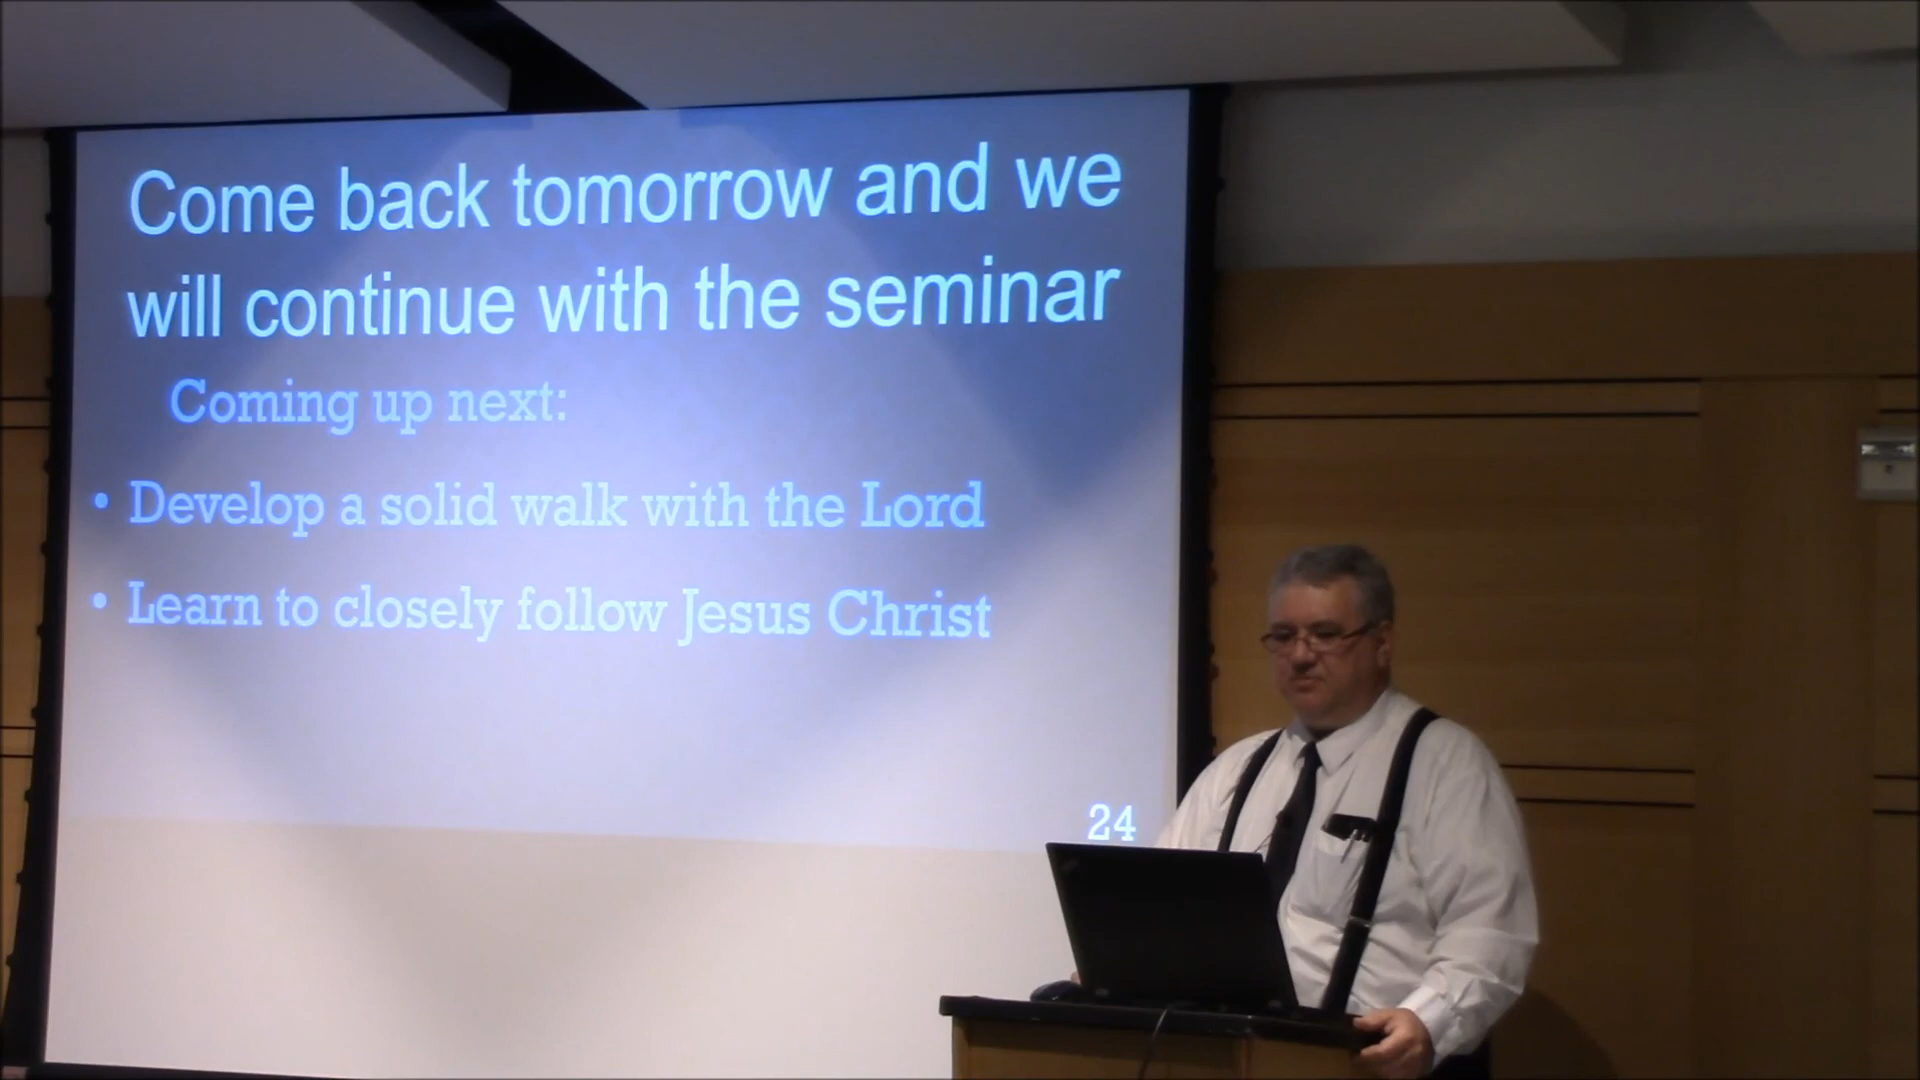 Come back tomorrow and we
will continue with the seminar
Coming up next:
• Develop a solid walk with the Lord
• Learn to closely follow Jesus Christ
24